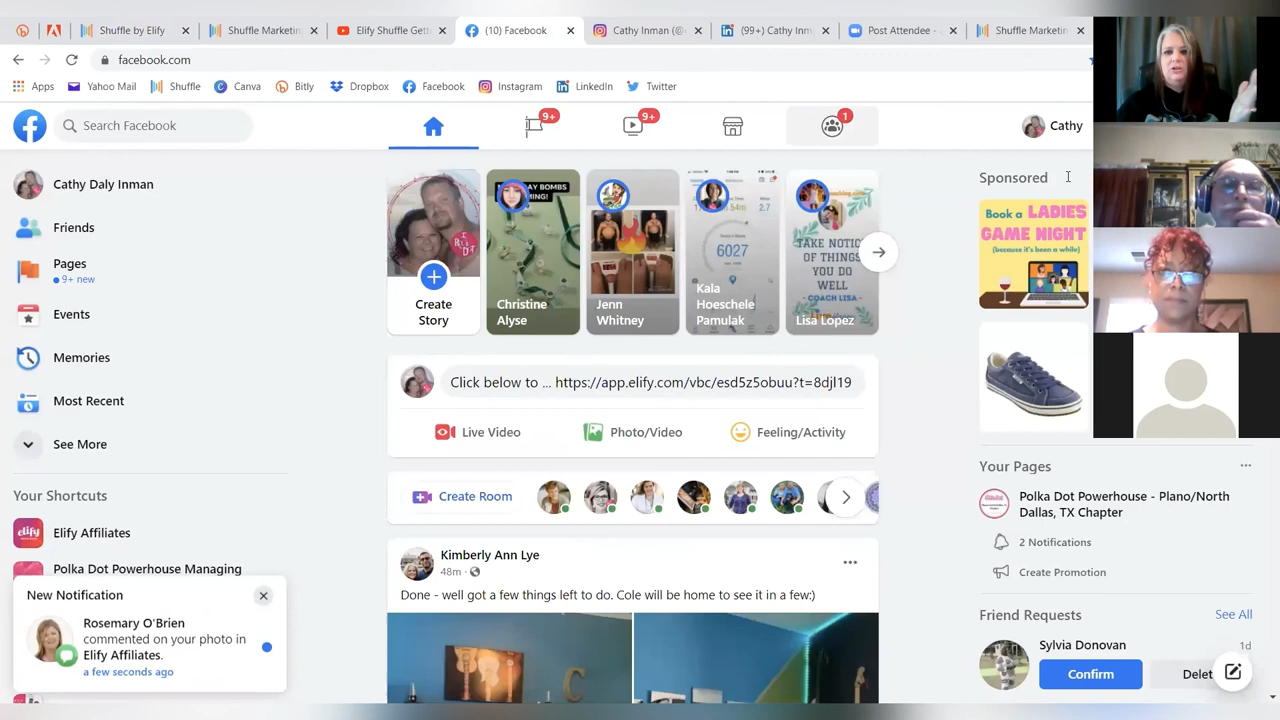 Shuffle by Elify
Shuffle Marketin
Elify Shuffle Gett
(10) Facebook
Cathy Inman (@
(99+) Cathy Inm
Post Attendee -
Shuffle Marketin
facebook.com
Apps
Yahoo Mail
Shuffle
Canva
Bitly
Dropbox
Facebook
Instagram
LinkedIn
Twitter
Search Facebook
9+
9+
1
Cathy
Cathy Daly Inman
Friends
Pages
9+ new
Events
Memories
Most Recent
See More
Your Shortcuts
Elify Affiliates
elify
Polka Dot Powerhouse Managing
New Notification
Rosemary O'Brien
commented on your photo in
Elify Affiliates.
a few seconds ago
Create
Story
Christine
Alyse
Jenn
Whitney
6027
2.7
Kala
Hoeschele
Pamulak
TAKE NOTIC
OF THINGS
YOU DO
WELL
- COACH LISA -
Lisa Lopez
Click below to ... https://app.elify.com/vbc/esd5z5obuu?t=8djl19
Live Video
Photo/Video
Feeling/Activity
Create Room
Kimberly Ann Lye
48m
Done - well got a few things left to do. Cole will be home to see it in a few:)
C
Sponsored
Book a LADIES
GAME NIGHT
(because it's been a while)
Your Pages
Polka Dot Powerhouse - Plano/North
Dallas, TX Chapter
2 Notifications
Create Promotion
Friend Requests
See All
Sylvia Donovan
1d
Confirm
Delet